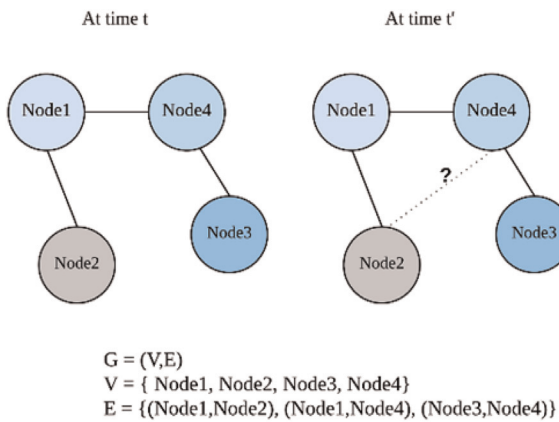 At time t
At time t'
Node1
Node4
Node1
Node4
?
Node2
Node3
Node2
Node3
G = (V,E)
V = { Node1, Node2, Node3, Node4}
E = {(Node1,Node2), (Node1,Node4), (Node3,Node4)}